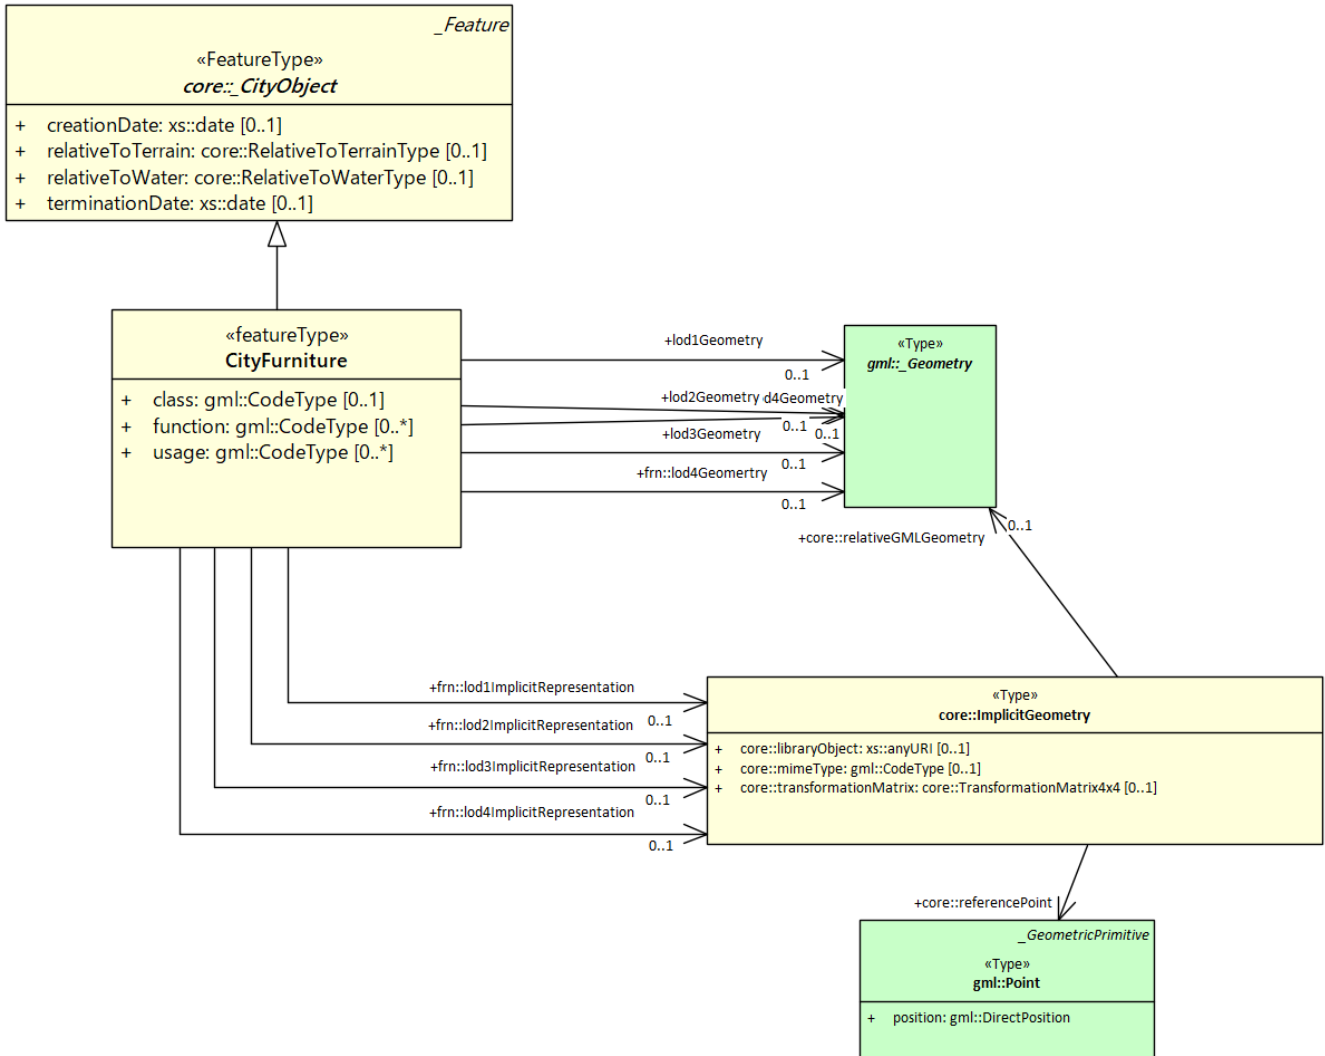 _Feature
«FeatureType»
core::_CityObject
+ creationDate: xs::date [0..1]
+ relativeToTerrain: core::RelativeToTerrainType [0..1]
+ relativeToWater: core::RelativeToWaterType [0..1]
+ terminationDate: xs::date [0..1]
«featureType»
CityFurniture
+ class: gml::CodeType [0..1]
+ function: gml::CodeType [0..*]
+ usage: gml::CodeType [0..*]
+lod1Geometry
0..1
+lod2Geometry d4Geometry
0..1 0..1
+lod3Geometry
0..1
+frn::lod4Geomertry
0..1
«Type»
gml::_Geometry
0..1
+core::relativeGMLGeometry
+frn::lod1ImplicitRepresentation
0..1
+frn::lod2ImplicitRepresentation
0..1
+frn::lod3ImplicitRepresentation
0..1
+frn::lod4ImplicitRepresentation
0..1
«Type»
core::ImplicitGeometry
+ core::libraryObject: xs::anyURI [0..1]
+ core::mimeType: gml::CodeType [0..1]
+ core::transformationMatrix: core::TransformationMatrix4x4 [0..1]
+core::referencePoint
_GeometricPrimitive
«Type»
gml::Point
+ position: gml::DirectPosition